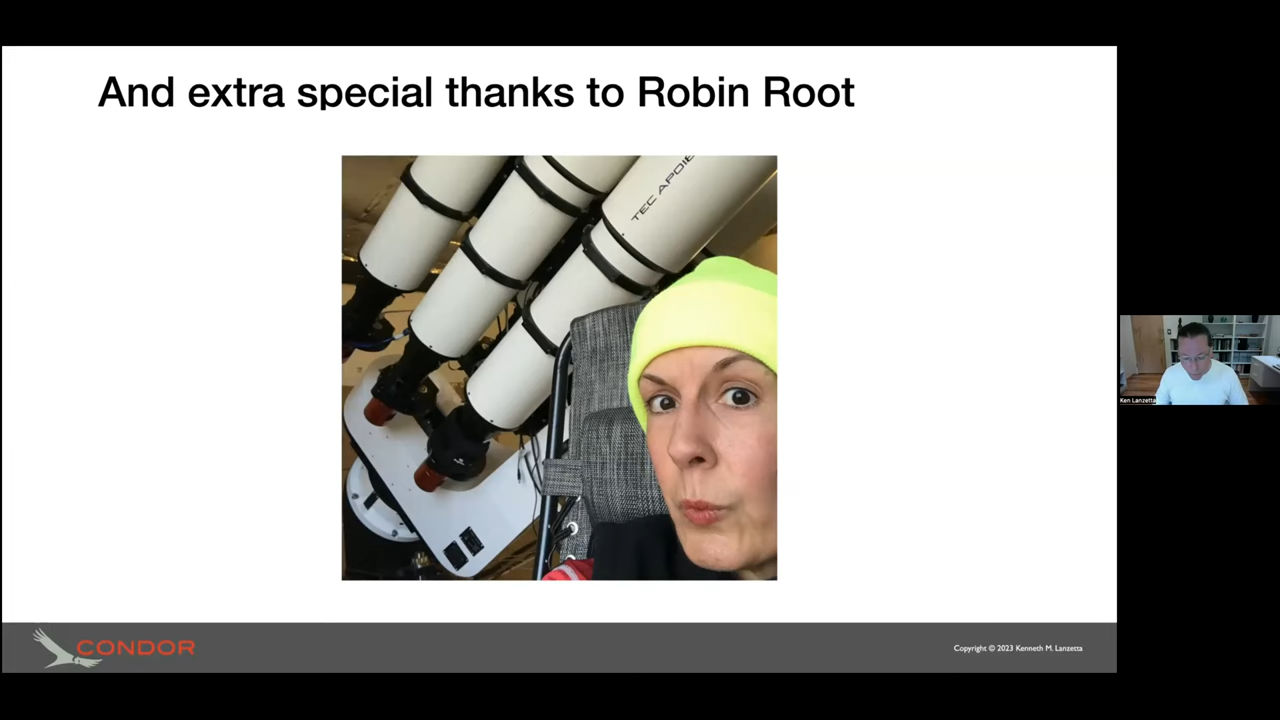 And extra special thanks to Robin Root
TEC APO
Ken Lanzetta
CONDOR
Copyright © 2023 Kenneth M. Lanzetta